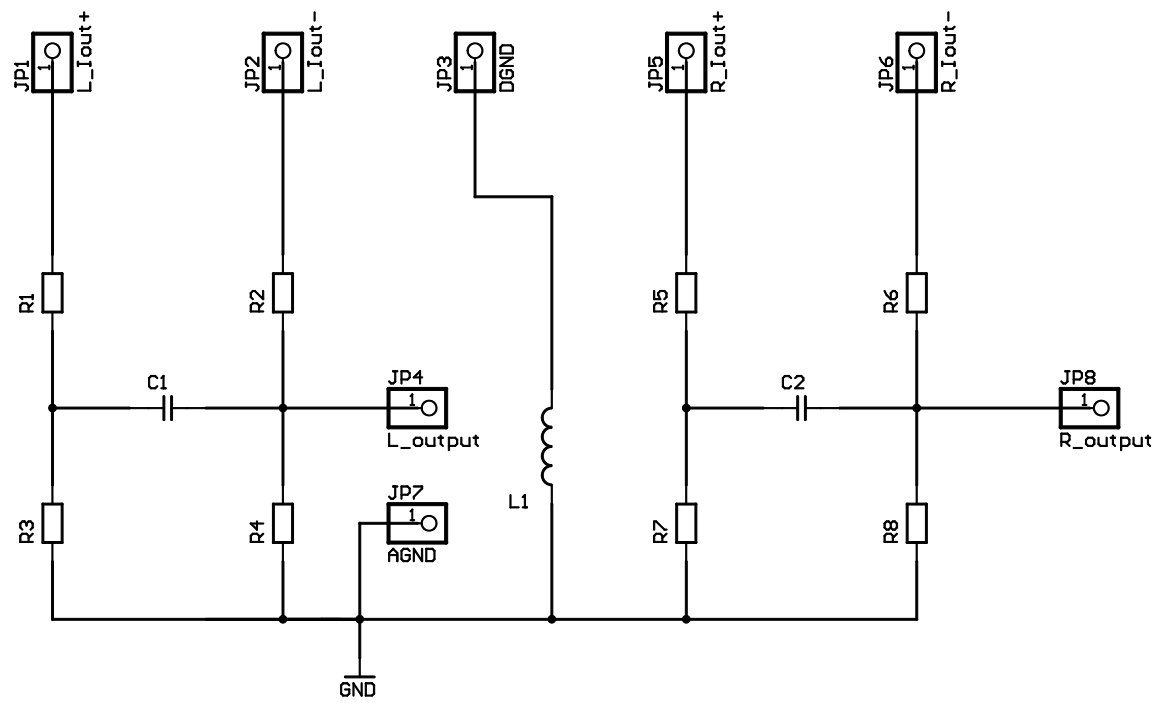 JP1
1
L_Iout+
JP2
1
L_Iout-
JP3
1
DGND
JP5
1
R_Iout+
JP6
1
R_Iout-
R1
R2
R5
R6
C1
JP4
1
L_output
C2
JP8
1
R_output
R3
R4
JP7
1
AGND
L1
R7
R8
GND